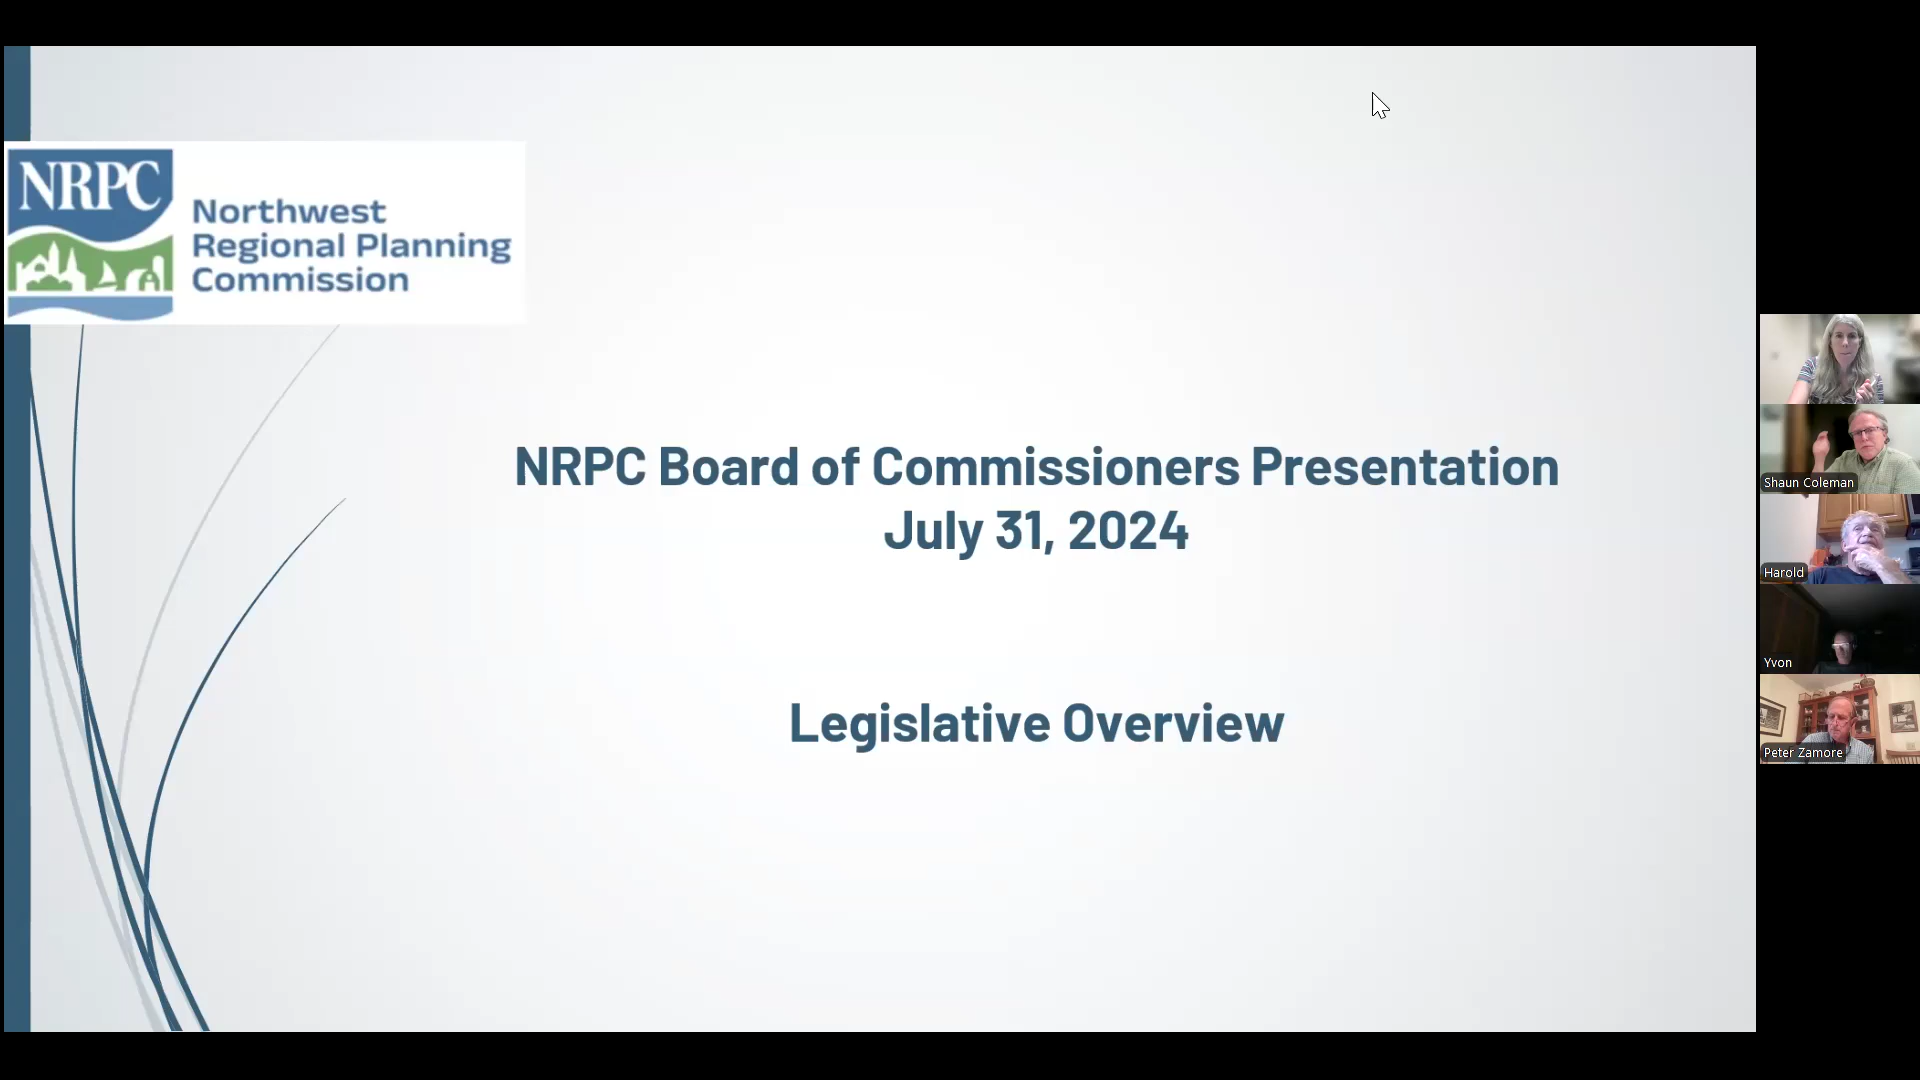 NRPC
Northwest
Regional Planning
Commission
NRPC Board of Commissioners Presentation
July 31, 2024
Legislative Overview
Shaun Coleman
Harold
Yvon
Peter Zamore